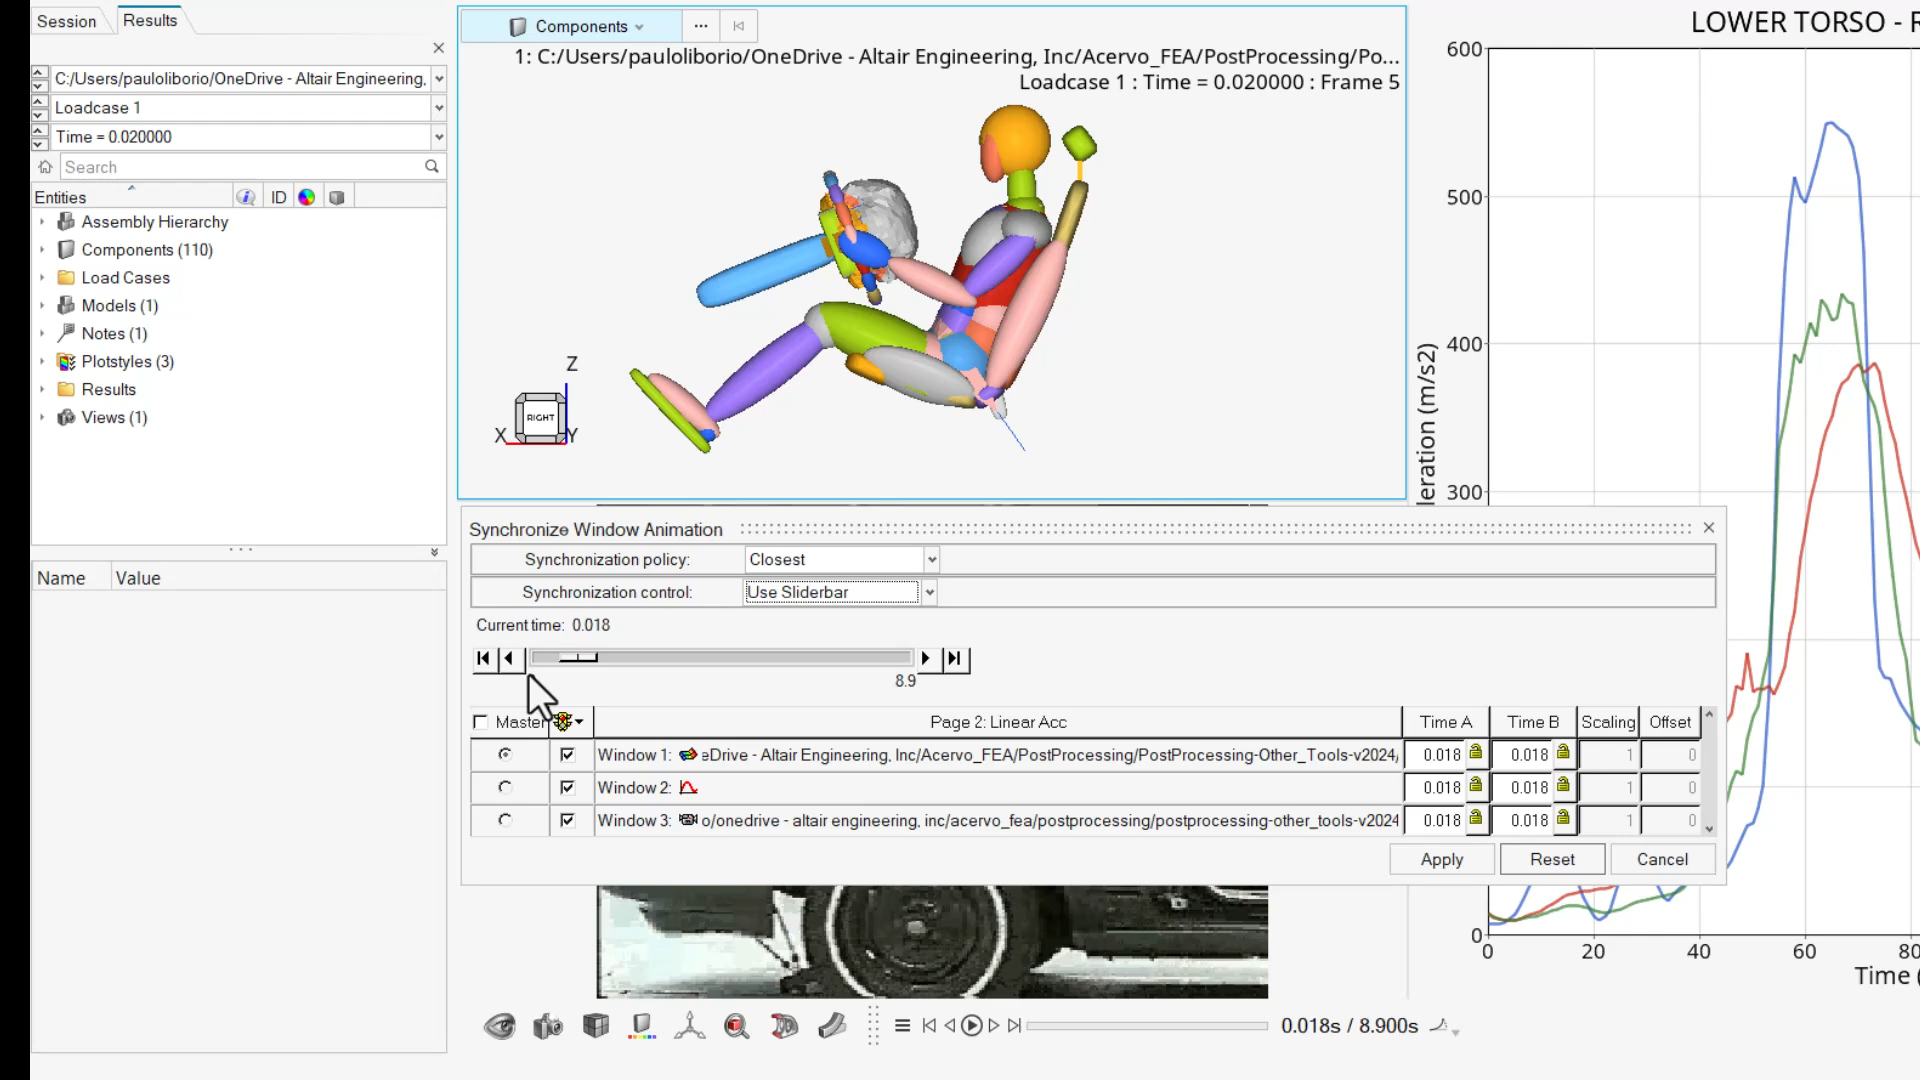 Session
Results
C:/Users/pauloliborio/OneDrive - Altair Engineering,
Loadcase 1
Time = 0.020000
Search
Entities
ID
Assembly Hierarchy
Components (110)
Load Cases
Models (1)
Notes (1)
Plotstyles (3)
Results
Views (1)
Name
Value
Components
1: C:/Users/pauloliborio/OneDrive - Altair Engineering, Inc/Acervo_FEA/PostProcessing/Po...
Loadcase 1 : Time = 0.020000 : Frame 5
Z
RIGHT
X
Y
LOWER TORSO - R
600
500
400
300
0
leration (m/s2)
0
20
40
60
80
Time (
Synchronize Window Animation
Synchronization policy:
Closest
Synchronization control:
Use Sliderbar
Current time: 0.018
8.9
Master
Page 2: Linear Acc
Time A
Time B
Scaling
Offset
Window 1: eDrive - Altair Engineering, Inc/Acervo_FEA/PostProcessing/PostProcessing-Other_Tools-v2024/
0.018
0.018
1
0
Window 2:
0.018
0.018
1
0
Window 3: o/onedrive - altair engineering, inc/acervo_fea/postprocessing/postprocessing-other_tools-v2024
0.018
0.018
1
0
Apply
Reset
Cancel
0.018s / 8.900s